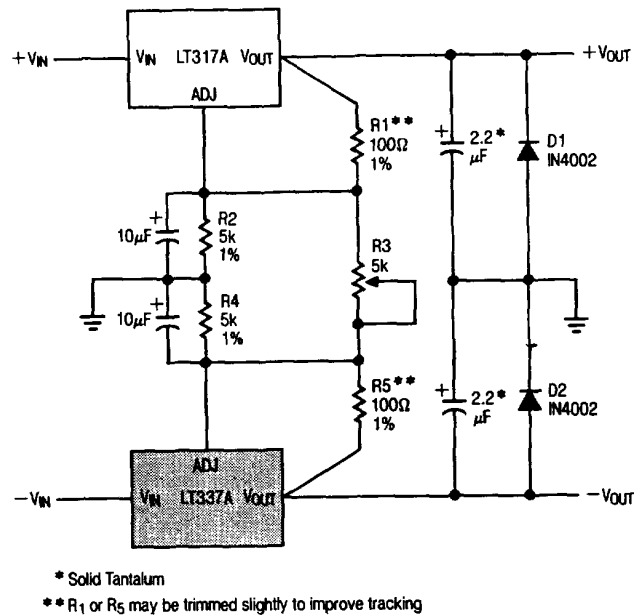 +VIN
VIN
LT317A
VOUT
ADJ
+VOUT
R1**
100Ω
1%
+
2.2*
µF
D1
IN4002
+
10µF
R2
5k
1%
R3
5k
10µF
+
R4
5k
1%
R5**
100Ω
1%
+
2.2*
µF
D2
IN4002
ADJ
-VIN
VIN
LT337A
VOUT
-VOUT
* Solid Tantalum
** R1 or R5 may be trimmed slightly to improve tracking